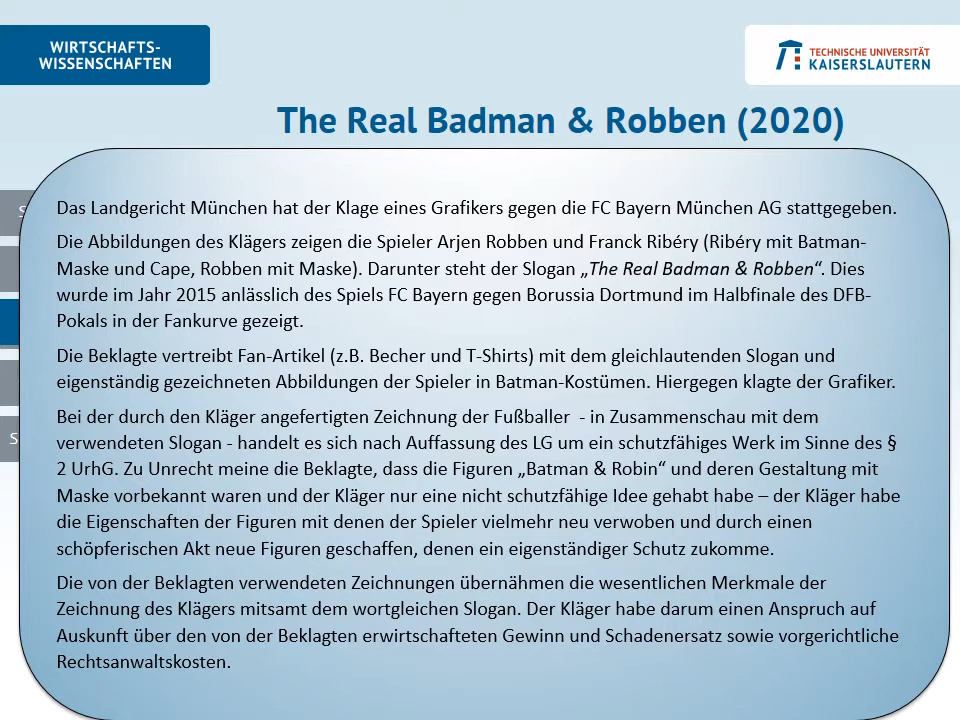 WIRTSCHAFTS-
WISSENSCHAFTEN
TECHNISCHE UNIVERSITÄT
KAISERSLAUTERN
The Real Badman & Robben (2020)
S
Das Landgericht München hat der Klage eines Grafikers gegen die FC Bayern München AG stattgegeben.
Die Abbildungen des Klägers zeigen die Spieler Arjen Robben und Franck Ribéry (Ribéry mit Batman-
Maske und Cape, Robben mit Maske). Darunter steht der Slogan „The Real Badman & Robben“. Dies
wurde im Jahr 2015 anlässlich des Spiels FC Bayern gegen Borussia Dortmund im Halbfinale des DFB-
Pokals in der Fankurve gezeigt.
Die Beklagte vertreibt Fan-Artikel (z.B. Becher und T-Shirts) mit dem gleichlautenden Slogan und
eigenständig gezeichneten Abbildungen der Spieler in Batman-Kostümen. Hiergegen klagte der Grafiker.
Bei der durch den Kläger angefertigten Zeichnung der Fußballer - in Zusammenschau mit dem
S
verwendeten Slogan - handelt es sich nach Auffassung des LG um ein schutzfähiges Werk im Sinne des §
2 UrhG. Zu Unrecht meine die Beklagte, dass die Figuren „Batman & Robin“ und deren Gestaltung mit
Maske vorbekannt waren und der Kläger nur eine nicht schutzfähige Idee gehabt habe – der Kläger habe
die Eigenschaften der Figuren mit denen der Spieler vielmehr neu verwoben und durch einen
schöpferischen Akt neue Figuren geschaffen, denen ein eigenständiger Schutz zukomme.
Die von der Beklagten verwendeten Zeichnungen übernähmen die wesentlichen Merkmale der
Zeichnung des Klägers mitsamt dem wortgleichen Slogan. Der Kläger habe darum einen Anspruch auf
Auskunft über den von der Beklagten erwirtschafteten Gewinn und Schadenersatz sowie vorgerichtliche
Rechtsanwaltskosten.